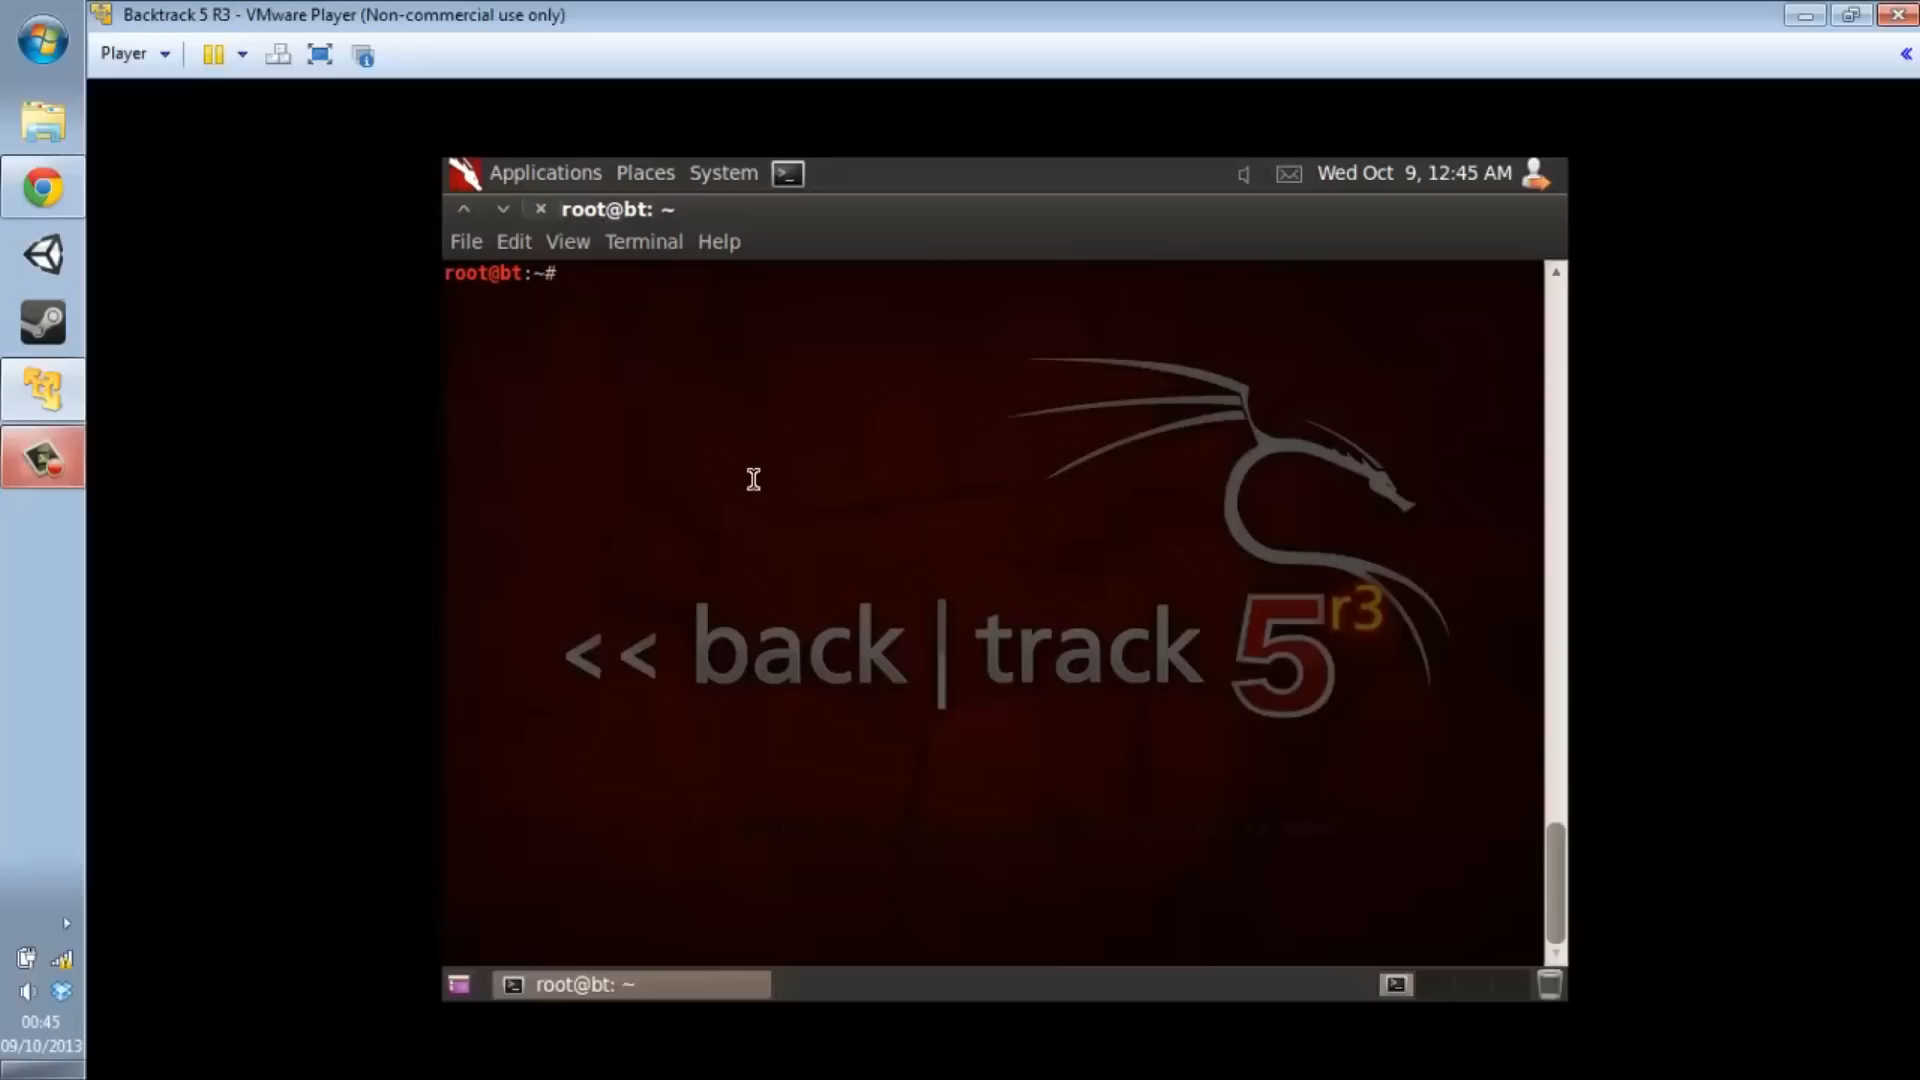 Backtrack 5 R3 - VMware Player (Non-commercial use only)
Player
Applications Places System Wed Oct 9, 12:45 AM
root@bt: ~
File Edit View Terminal Help
root@bt:~#
<< back | track 5 r3
root@bt: ~
00:45
09/10/2013